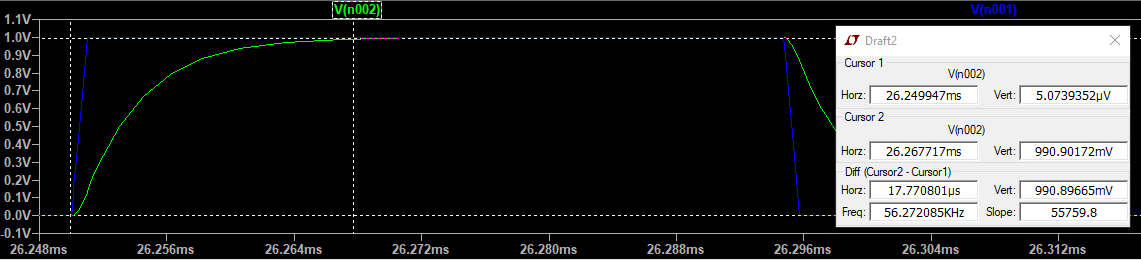 V(n002) V(n001)
1.1V
1.0V
0.9V
0.8V
0.7V
0.6V
0.5V
0.4V
0.3V
0.2V
0.1V
0.0V
-0.1V
26.248ms 26.256ms 26.264ms 26.272ms 26.280ms 26.288ms 26.296ms 26.304ms 26.312ms
Draft2
Cursor 1
V(n002)
Horz: 26.249947ms Vert: 5.0739352µV
Cursor 2
V(n002)
Horz: 26.267717ms Vert: 990.90172mV
Diff (Cursor2 - Cursor1)
Horz: 17.770801µs Vert: 990.89665mV
Freq: 56.272085KHz Slope: 55759.8